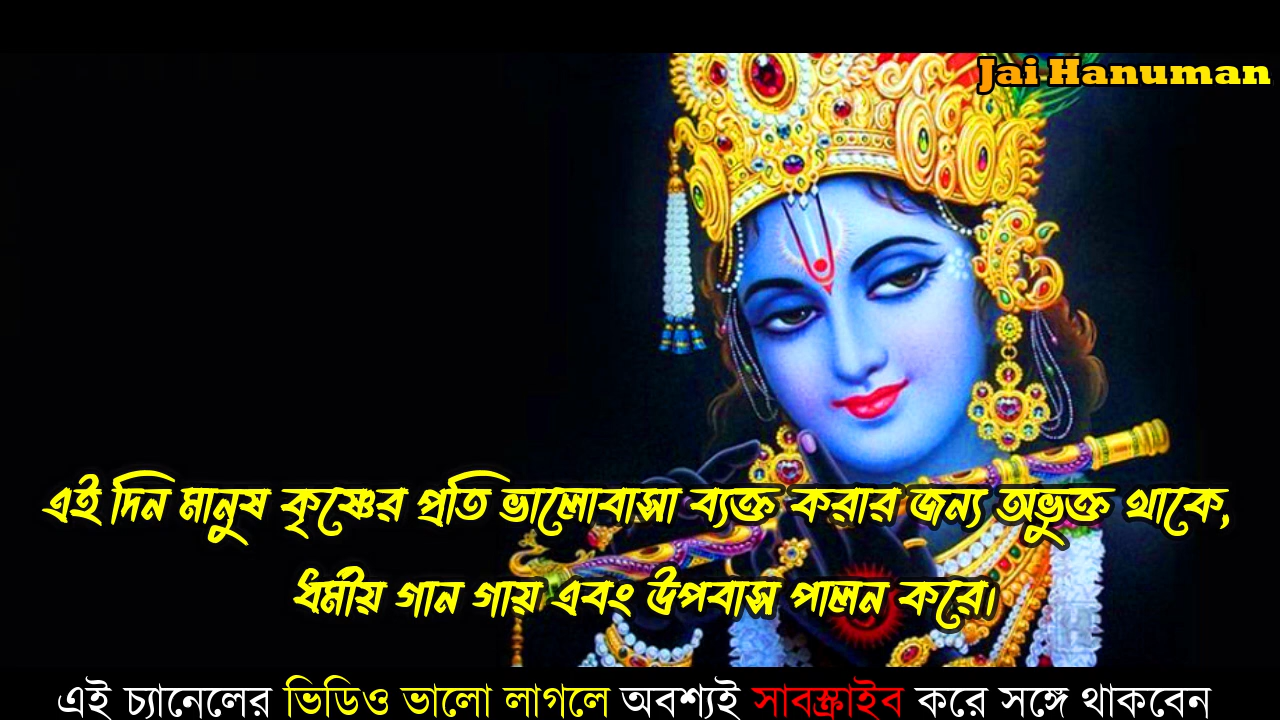 Jai Hanuman
এই দিন মানুষ কৃষ্ণের প্রতি ভালোবাসা ব্যক্ত করার জন্য অভুক্ত থাকে,
ধর্মীয় গান গায় এবং উপবাস পালন করে।
এই চ্যানেলের ভিডিও ভালো লাগলে অবশ্যই সাবস্ক্রাইব করে সঙ্গে থাকবেন